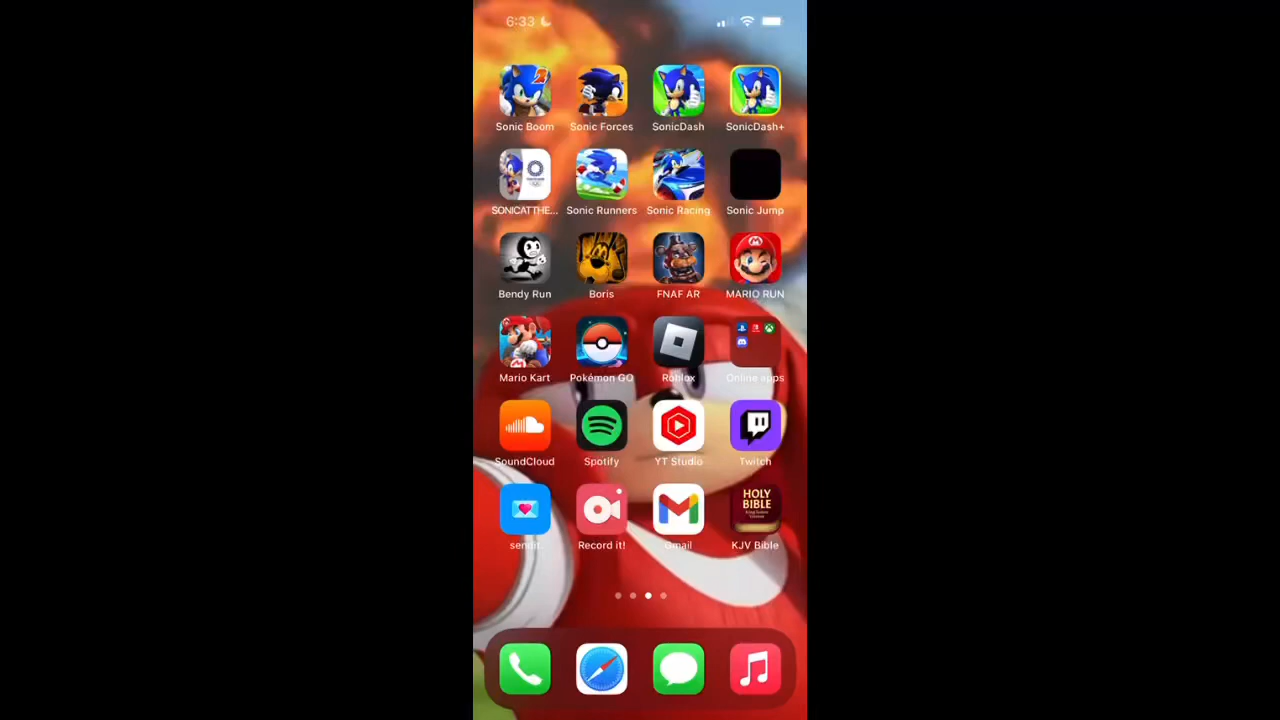 6:33
Sonic Boom Sonic Forces SonicDash SonicDash+
SONICATTHE... Sonic Runners Sonic Racing Sonic Jump
Bendy Run Boris FNAF AR MARIO RUN
Mario Kart Pokémon GO Roblox Online apps
SoundCloud Spotify YT Studio Twitch
HOLY
BIBLE
sendit. Record it! Gmail KJV Bible